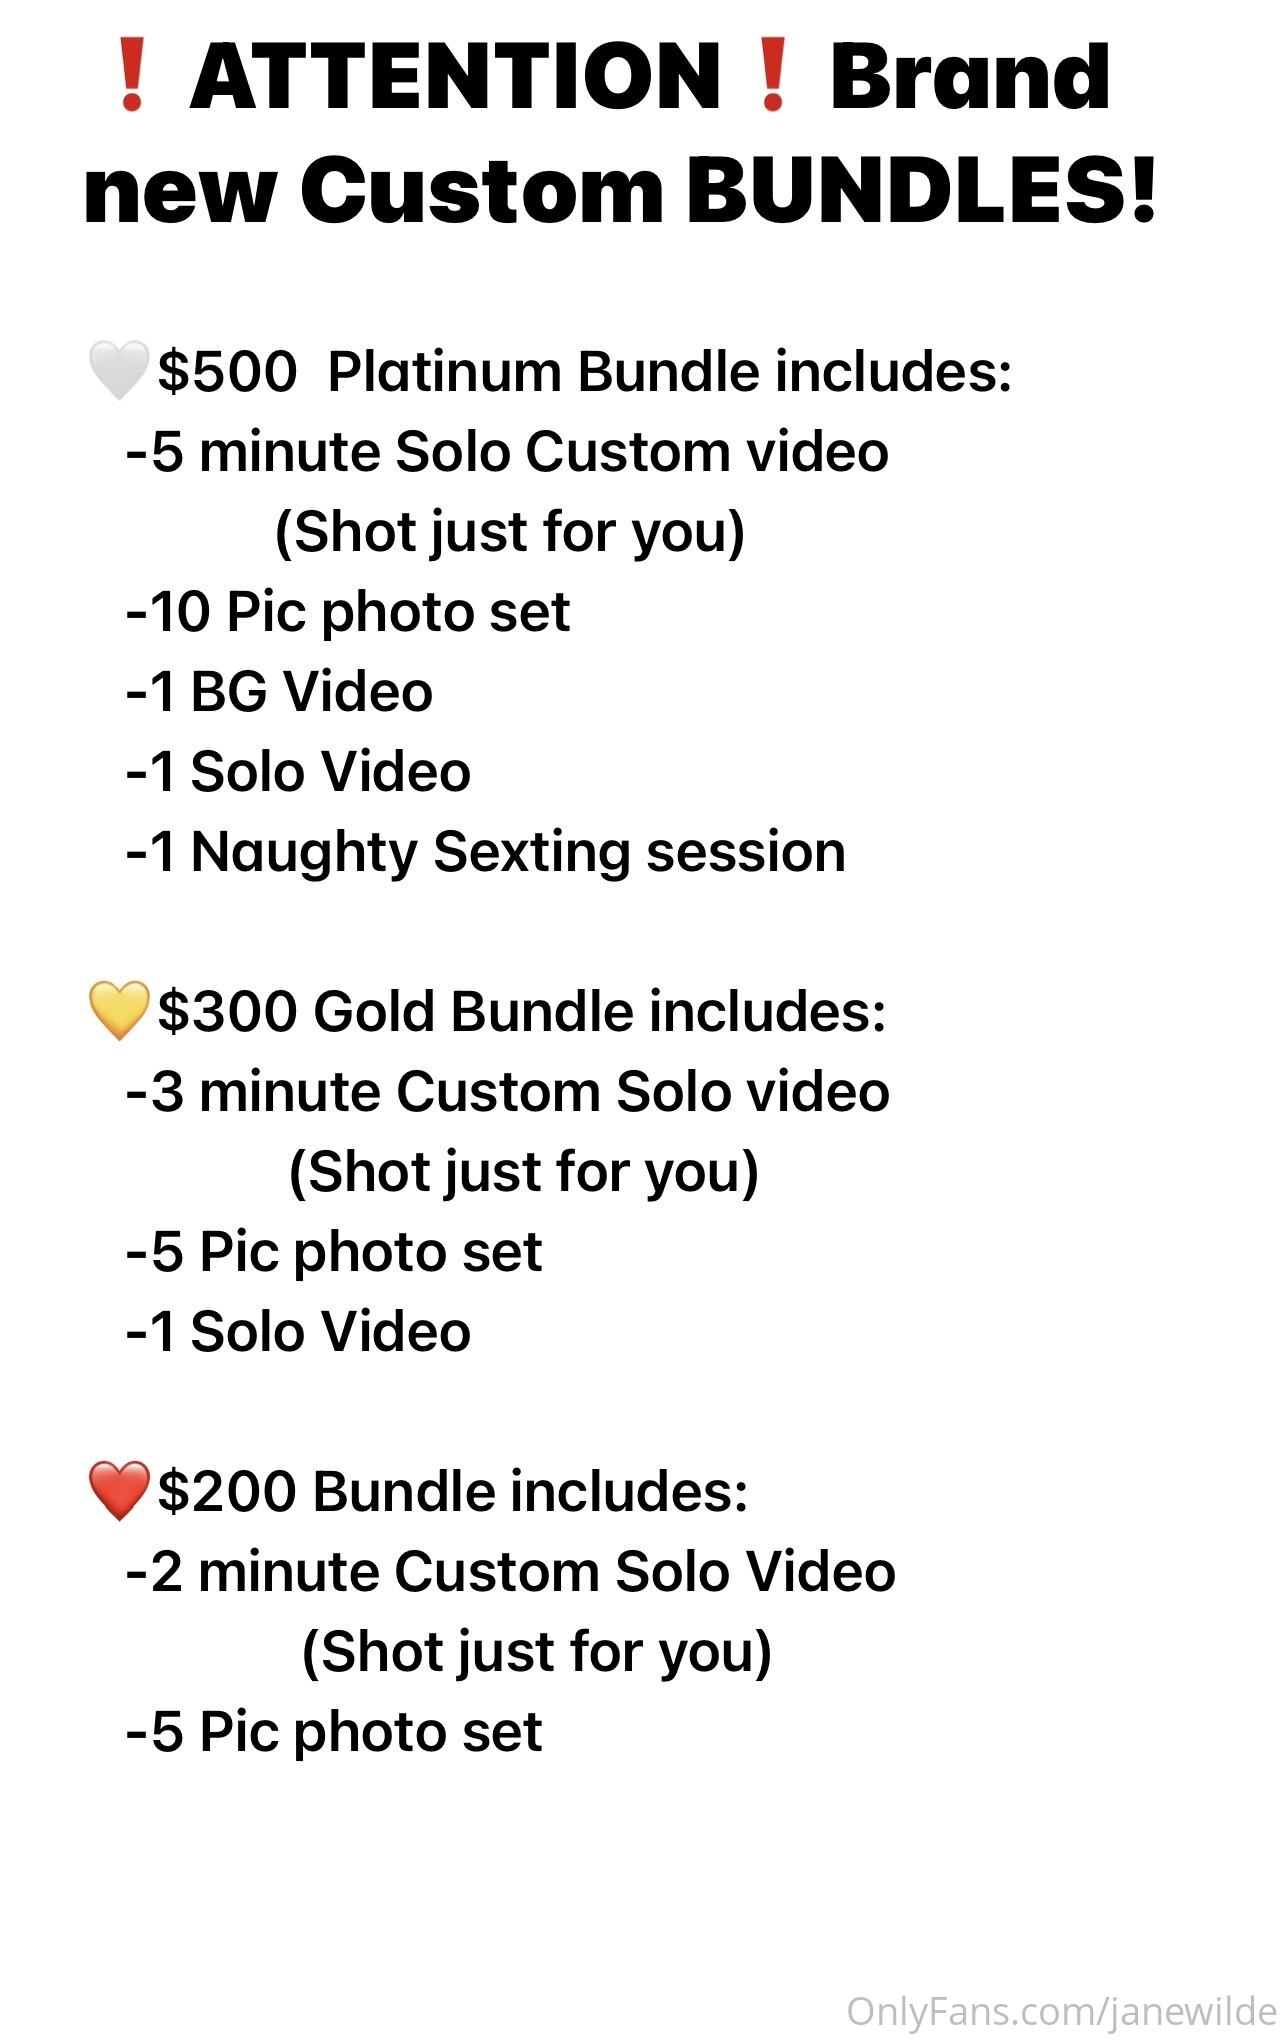 ❗ATTENTION❗Brand
new Custom BUNDLES!
🤍$500 Platinum Bundle includes:
-5 minute Solo Custom video
(Shot just for you)
-10 Pic photo set
-1 BG Video
-1 Solo Video
-1 Naughty Sexting session
💛$300 Gold Bundle includes:
-3 minute Custom Solo video
(Shot just for you)
-5 Pic photo set
-1 Solo Video
❤️$200 Bundle includes:
-2 minute Custom Solo Video
(Shot just for you)
-5 Pic photo set
OnlyFans.com/janewilde